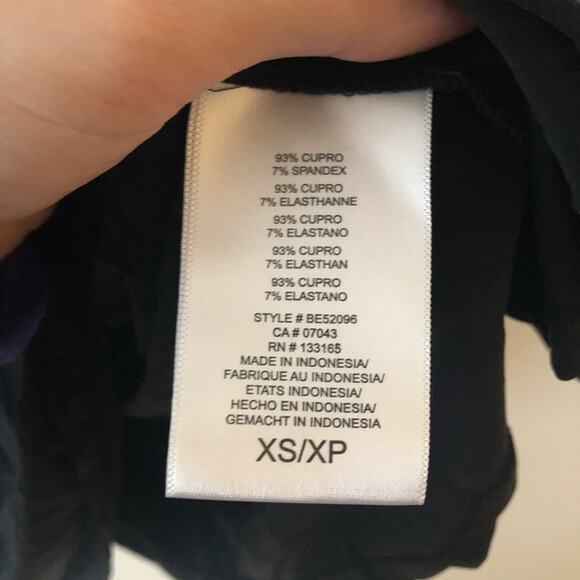 93% CUPRO
7% SPANDEX
93% CUPRO
7% ELASTHANNE
93% CUPRO
7% ELASTANO
93% CUPRO
7% ELASTHAN
93% CUPRO
7% ELASTANO
STYLE # BE52096
CA # 07043
RN # 133165
MADE IN INDONESIA/
FABRIQUE AU INDONESIA/
ETATS INDONESIA/
HECHO EN INDONESIA/
GEMACHT IN INDONESIA
XS/XP